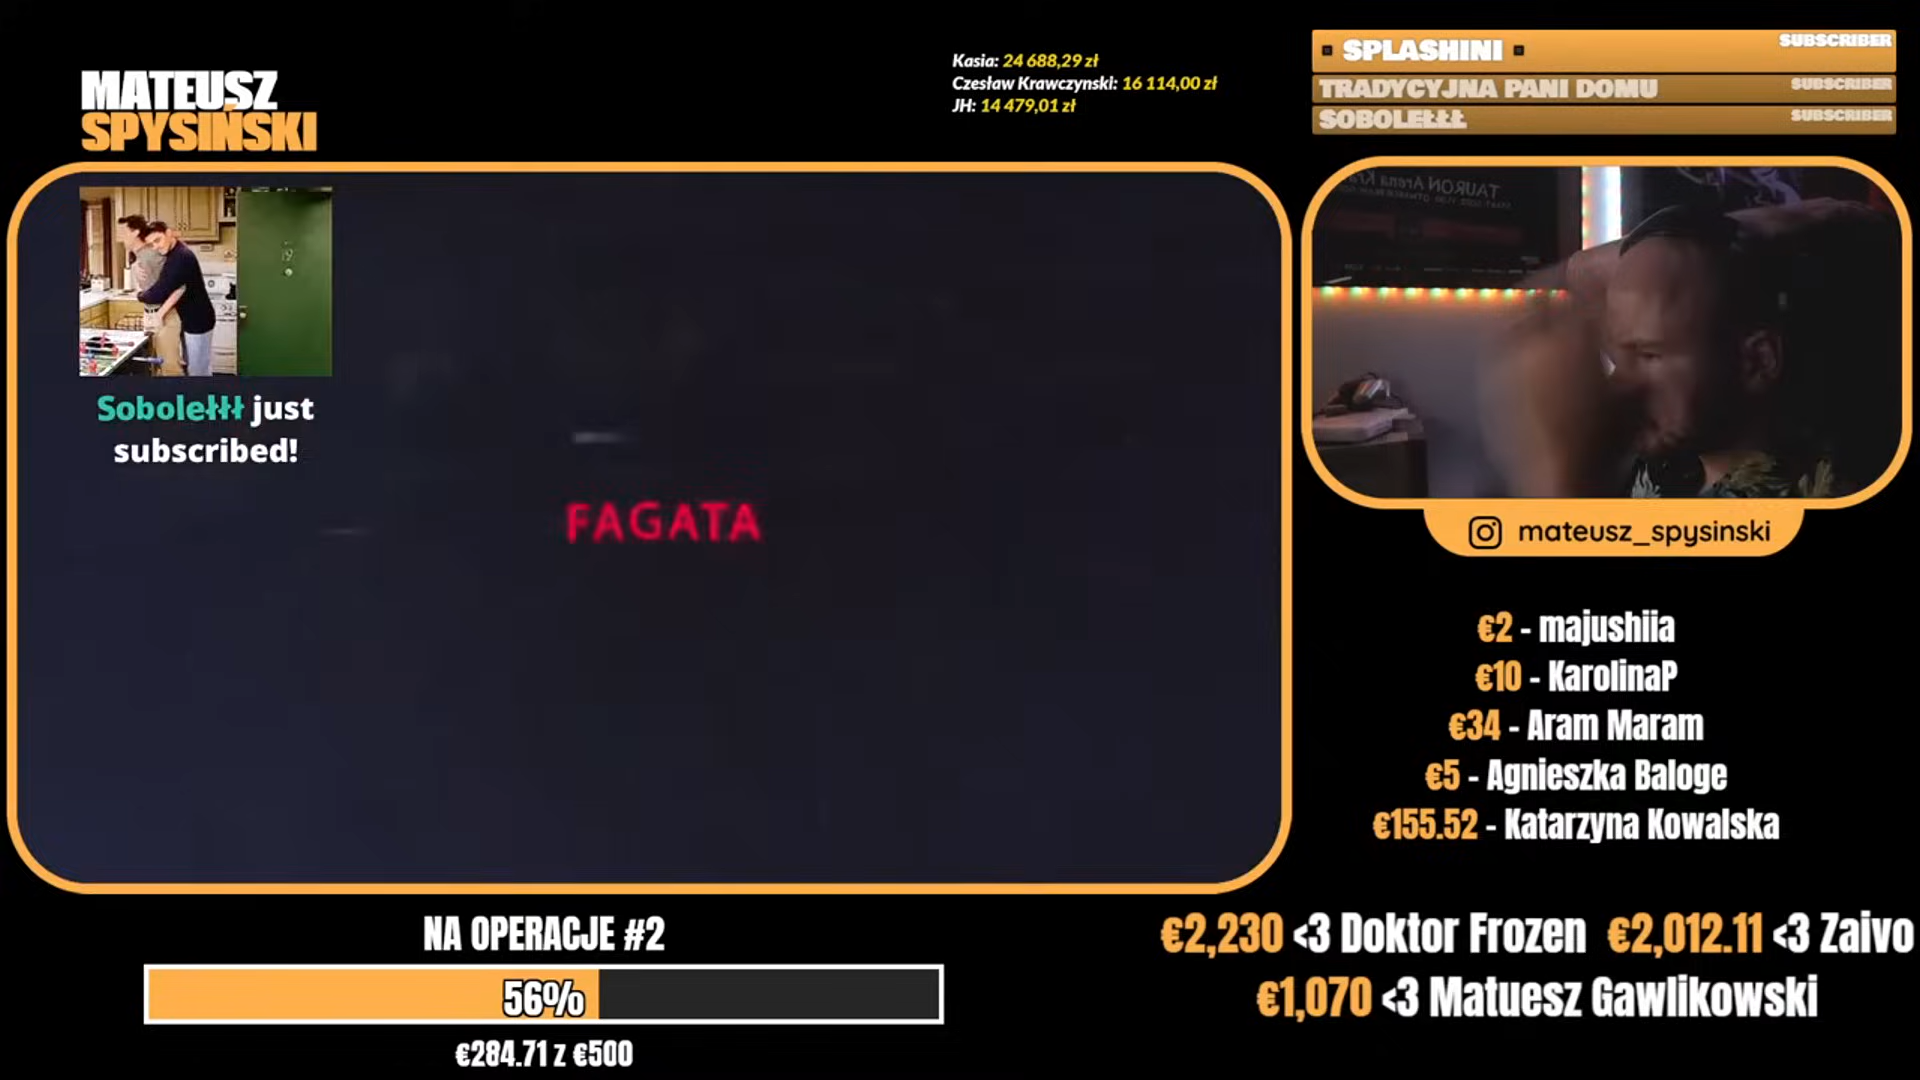 MATEUSZ
SPYSIŃSKI
Kasia: 24 688,29 zł
Czesław Krawczynski: 16 114,00 zł
JH: 14 479,01 zł
SPLASHINI SUBSCRIBER
TRADYCYJNA PANI DOMU SUBSCRIBER
SOBOLEŁŁŁ SUBSCRIBER
TAURON Arena
19
Sobolełłł just
subscribed!
FAGATA
mateusz_spysinski
€2 - majushiia
€10 - KarolinaP
€34 - Aram Maram
€5 - Agnieszka Baloge
€155.52 - Katarzyna Kowalska
NA OPERACJE #2
56%
€284.71 z €500
€2,230 <3 Doktor Frozen €2,012.11 <3 Zaivo
€1,070 <3 Matuesz Gawlikowski